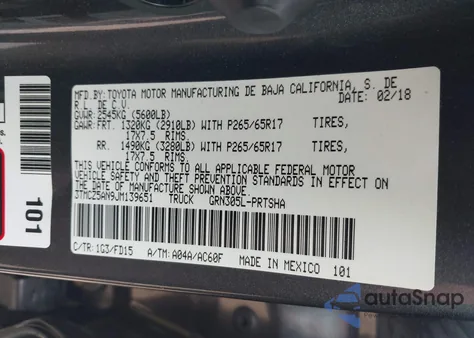 MFD.BY:TOYOTA MOTOR MANUFACTURING DE BAJA CALIFORNIA, S. DE
R.L. DE C.V. DATE: 02/18
GVWR: 2545KG (5600LB)
GAWR:FRT. 1320KG (2910LB) WITH P265/65R17 TIRES,
17X7.5 RIMS.
RR. 1490KG (3280LB) WITH P265/65R17 TIRES,
17X7.5 RIMS.
THIS VEHICLE CONFORMS TO ALL APPLICABLE FEDERAL MOTOR
VEHICLE SAFETY AND THEFT PREVENTION STANDARDS IN EFFECT
ON THE DATE OF MANUFACTURE SHOWN ABOVE.
3TMCZ5AN9JM139651 TRUCK GRN305L-PRTSHA
C/TR: 1G3/FD15 A/TM: A04A/AC60F MADE IN MEXICO 101
101
autoSnap